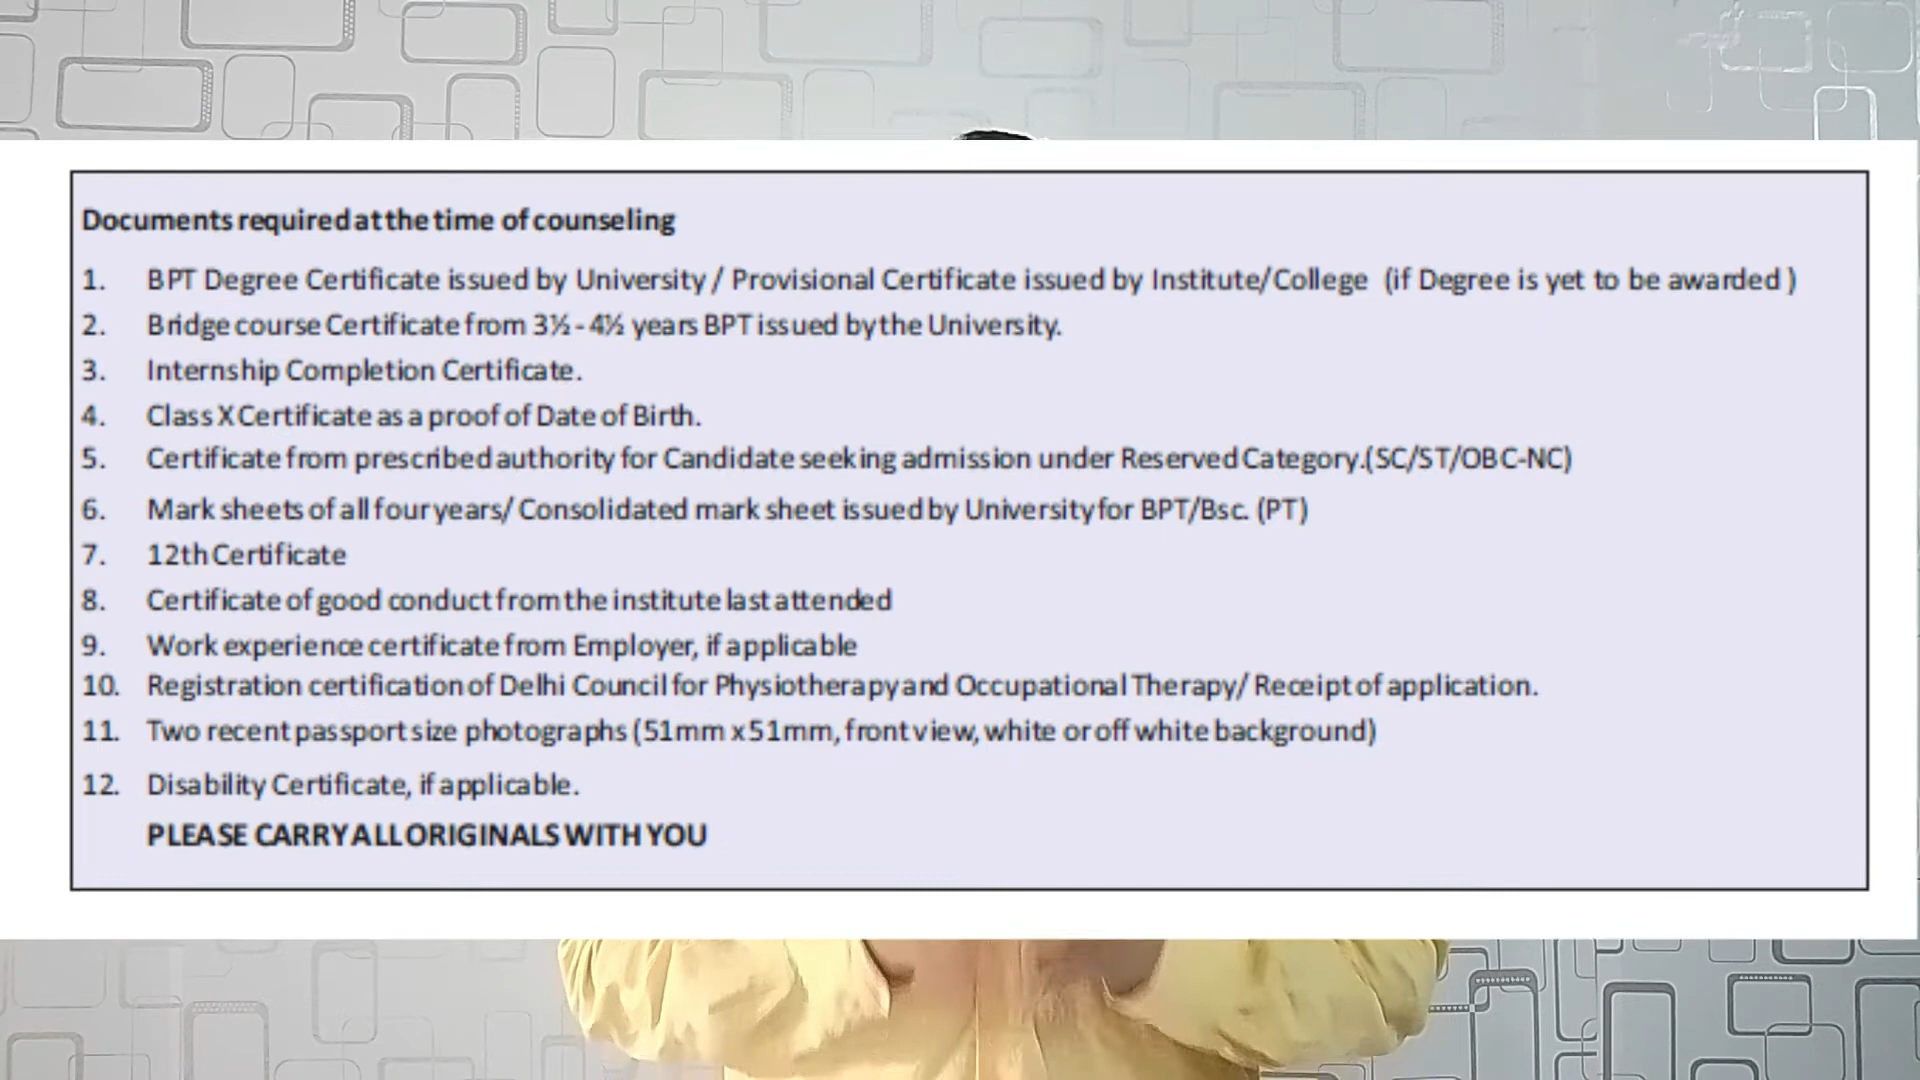 Documents required at the time of counseling
1. BPT Degree Certificate issued by University / Provisional Certificate issued by Institute/College (if Degree is yet to be awarded )
2. Bridge course Certificate from 3½ - 4½ years BPT issued by the University.
3. Internship Completion Certificate.
4. Class X Certificate as a proof of Date of Birth.
5. Certificate from prescribed authority for Candidate seeking admission under Reserved Category.(SC/ST/OBC-NC)
6. Mark sheets of all four years/ Consolidated mark sheet issued by University for BPT/Bsc. (PT)
7. 12th Certificate
8. Certificate of good conduct from the institute last attended
9. Work experience certificate from Employer, if applicable
10. Registration certification of Delhi Council for Physiotherapy and Occupational Therapy/ Receipt of application.
11. Two recent passport size photographs (51mm x 51mm, front view, white or off white background)
12. Disability Certificate, if applicable.
PLEASE CARRY ALL ORIGINALS WITH YOU